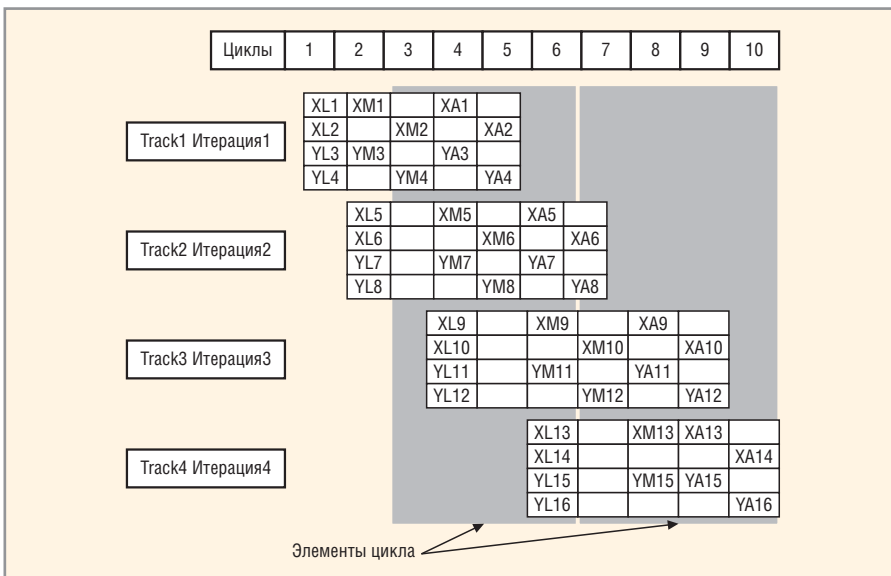 Циклы 1 2 3 4 5 6 7 8 9 10
Track1 Итерация1
XL1 XM1 XA1
XL2 XM2 XA2
YL3 YM3 YA3
YL4 YM4 YA4
Track2 Итерация2
XL5 XM5 XA5
XL6 XM6 XA6
YL7 YM7 YA7
YL8 YM8 YA8
Track3 Итерация3
XL9 XM9 XA9
XL10 XM10 XA10
YL11 YM11 YA11
YL12 YM12 YA12
Track4 Итерация4
XL13 XM13 XA13
XL14 XA14
YL15 YM15 YA15
YL16 YA16
Элементы цикла